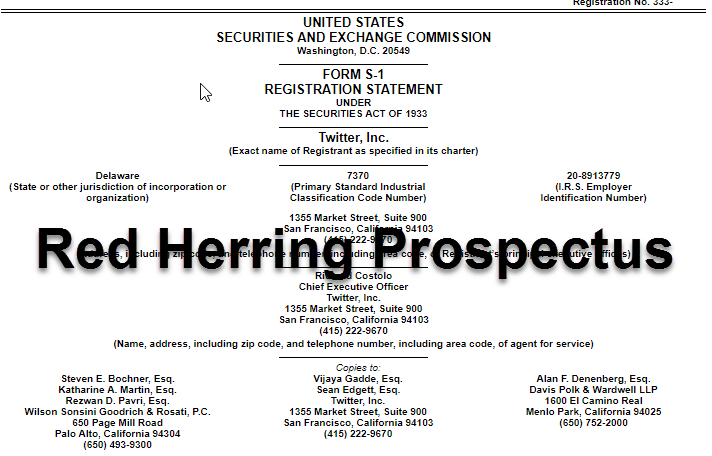 Registration No. 333-
UNITED STATES
SECURITIES AND EXCHANGE COMMISSION
Washington, D.C. 20549
FORM S-1
REGISTRATION STATEMENT
UNDER
THE SECURITIES ACT OF 1933
Twitter, Inc.
(Exact name of Registrant as specified in its charter)
Delaware 7370 20-8913779
(State or other jurisdiction of incorporation or (Primary Standard Industrial (I.R.S. Employer
organization) Classification Code Number) Identification Number)
1355 Market Street, Suite 900
San Francisco, California 94103
(415) 222-9670
Red Herring Prospectus
including zip code, and telephone number, including area code, of Registrant's principal executive offices)
Richard Costolo
Chief Executive Officer
Twitter, Inc.
1355 Market Street, Suite 900
San Francisco, California 94103
(415) 222-9670
(Name, address, including zip code, and telephone number, including area code, of agent for service)
Copies to:
Steven E. Bochner, Esq. Vijaya Gadde, Esq. Alan F. Denenberg, Esq.
Katharine A. Martin, Esq. Sean Edgett, Esq. Davis Polk & Wardwell LLP
Rezwan D. Pavri, Esq. Twitter, Inc. 1600 El Camino Real
Wilson Sonsini Goodrich & Rosati, P.C. 1355 Market Street, Suite 900 Menlo Park, California 94025
650 Page Mill Road San Francisco, California 94103 (650) 752-2000
Palo Alto, California 94304 (415) 222-9670
(650) 493-9300